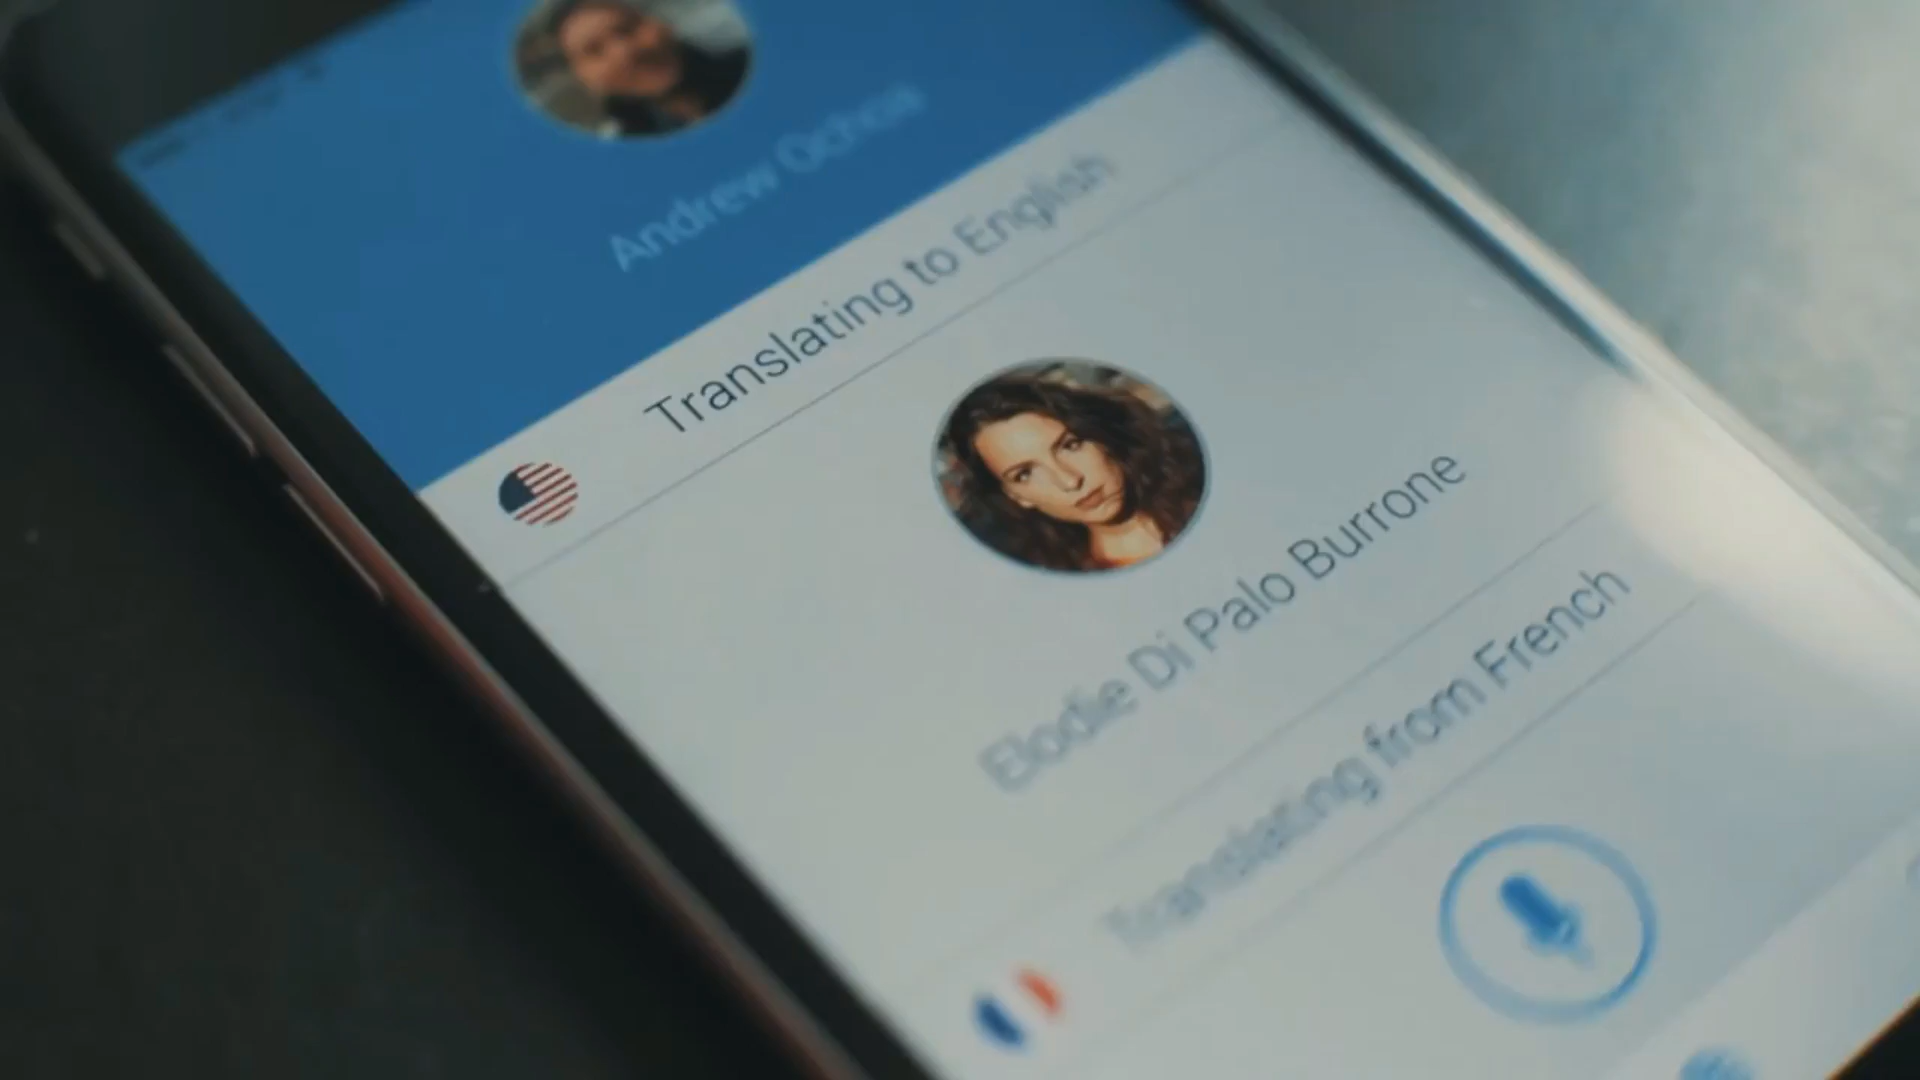 Andrew Ochoa
Translating to English
Elodie Di Palo Burrone
Translating from French